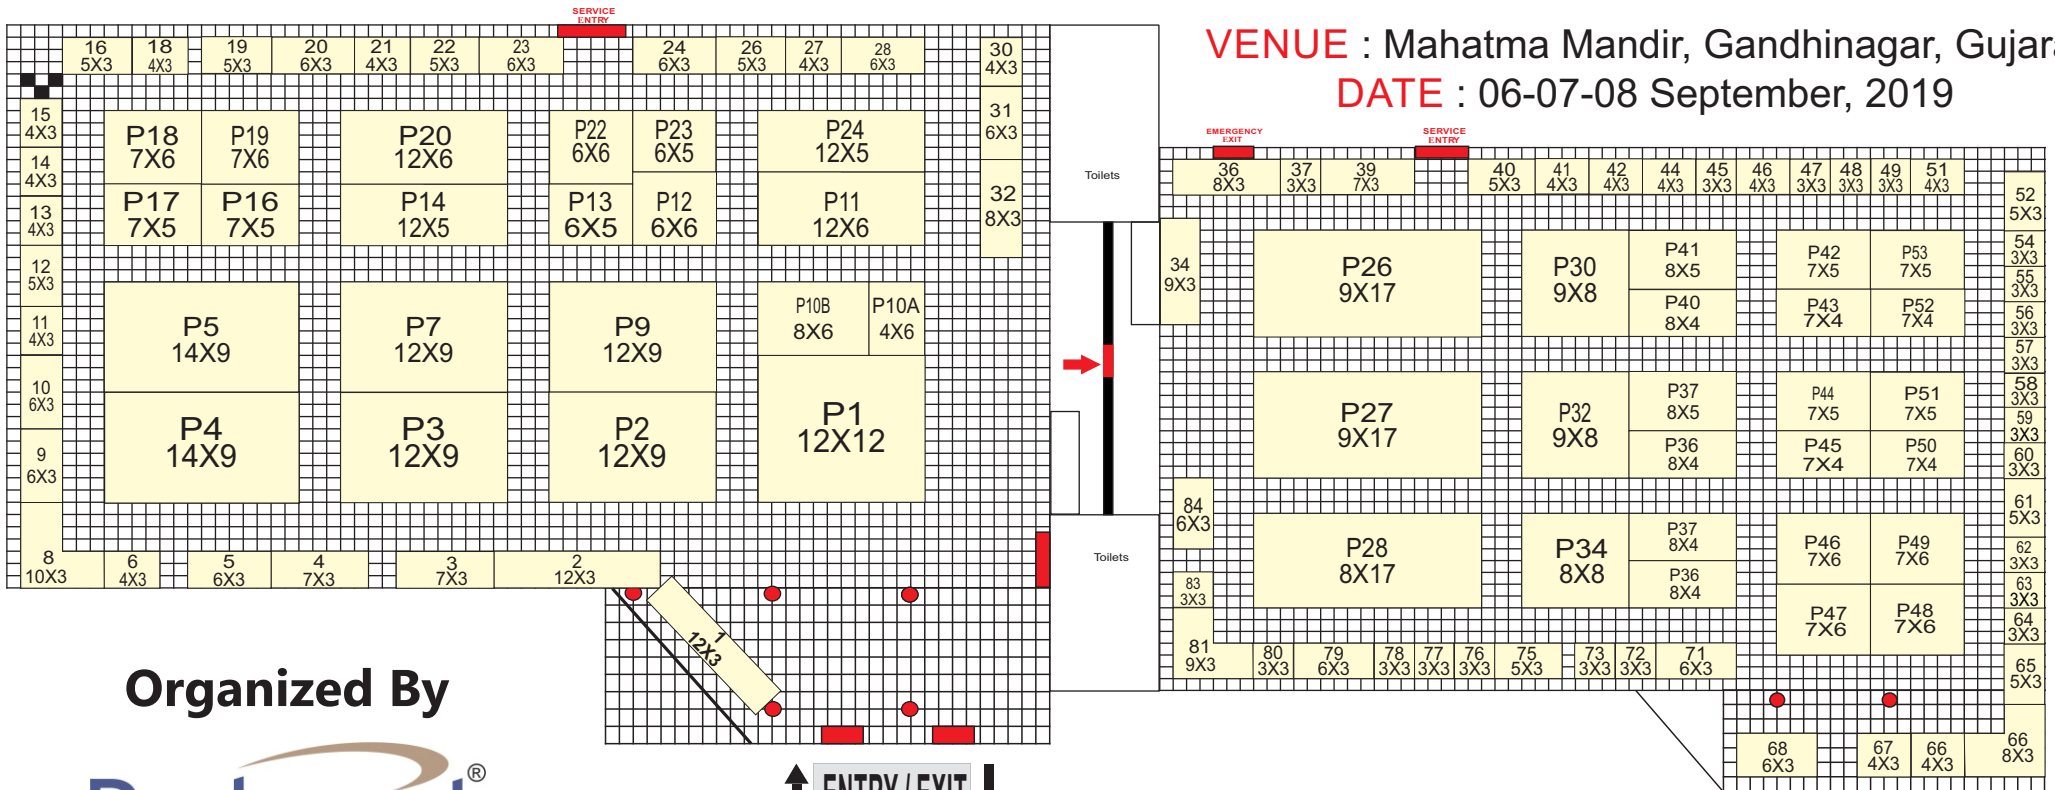 SERVICE
ENTRY
VENUE : Mahatma Mandir, Gandhinagar, Gujara
DATE : 06-07-08 September, 2019
16
5X3
18
4X3
19
5X3
20
6X3
21
4X3
22
5X3
23
6X3
24
6X3
26
5X3
27
4X3
28
6X3
30
4X3
31
6X3
32
8X3
15
4X3
14
4X3
13
4X3
12
5X3
11
4X3
10
6X3
9
6X3
8
10X3
6
4X3
5
6X3
4
7X3
3
7X3
2
12X3
1
12X3
P18
7X6
P19
7X6
P20
12X6
P22
6X6
P23
6X5
P24
12X5
P17
7X5
P16
7X5
P14
12X5
P13
6X5
P12
6X6
P11
12X6
P5
14X9
P7
12X9
P9
12X9
P10B
8X6
P10A
4X6
P4
14X9
P3
12X9
P2
12X9
P1
12X12
Toilets
Toilets
EMERGENCY
EXIT
SERVICE
ENTRY
36
8X3
37
3X3
39
7X3
40
5X3
41
4X3
42
4X3
44
4X3
45
3X3
46
4X3
47
3X3
48
3X3
49
3X3
51
4X3
52
5X3
54
3X3
55
3X3
56
3X3
57
3X3
58
3X3
59
3X3
60
3X3
61
5X3
62
3X3
63
3X3
64
3X3
65
5X3
66
8X3
34
9X3
P26
9X17
P30
9X8
P41
8X5
P40
8X4
P42
7X5
P53
7X5
P43
7X4
P52
7X4
P27
9X17
P32
9X8
P37
8X5
P36
8X4
P44
7X5
P51
7X5
P45
7X4
P50
7X4
84
6X3
83
3X3
81
9X3
P28
8X17
P34
8X8
P37
8X4
P36
8X4
P46
7X6
P49
7X6
P47
7X6
P48
7X6
80
3X3
79
6X3
78
3X3
77
3X3
76
3X3
75
5X3
73
3X3
72
3X3
71
6X3
68
6X3
67
4X3
66
4X3
Organized By
®
ENTRY / EXIT